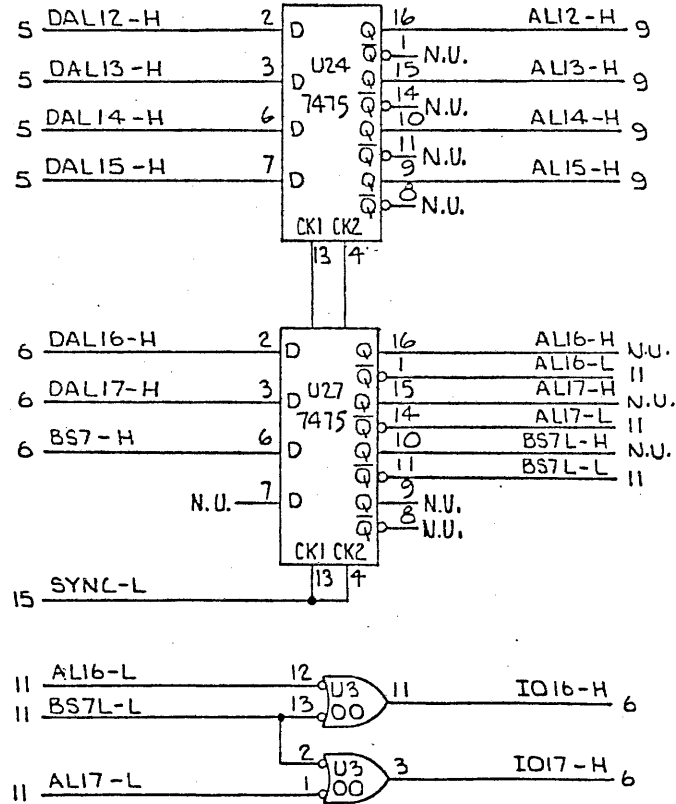 5 DAL12-H 2 D Q 16 AL12-H 9
Q 1 N.U.
5 DAL13-H 3 D U24 Q 15 AL13-H 9
7475 Q 14 N.U.
5 DAL14-H 6 D Q 10 AL14-H 9
Q 11 N.U.
5 DAL15-H 7 D Q 9 AL15-H 9
Q 8 N.U.
CK1 CK2
13 4
6 DAL16-H 2 D Q 16 AL16-H N.U.
Q 1 AL16-L 11
6 DAL17-H 3 D U27 Q 15 AL17-H N.U.
7475 Q 14 AL17-L 11
6 BS7-H 6 D Q 10 BS7L-H N.U.
Q 11 BS7L-L 11
N.U. 7 D Q 9 N.U.
Q 8 N.U.
CK1 CK2
13 4
15 SYNC-L
11 AL16-L 12 U3 11 IO16-H 6
11 BS7L-L 13 00
2 U3 3 IO17-H 6
11 AL17-L 1 00